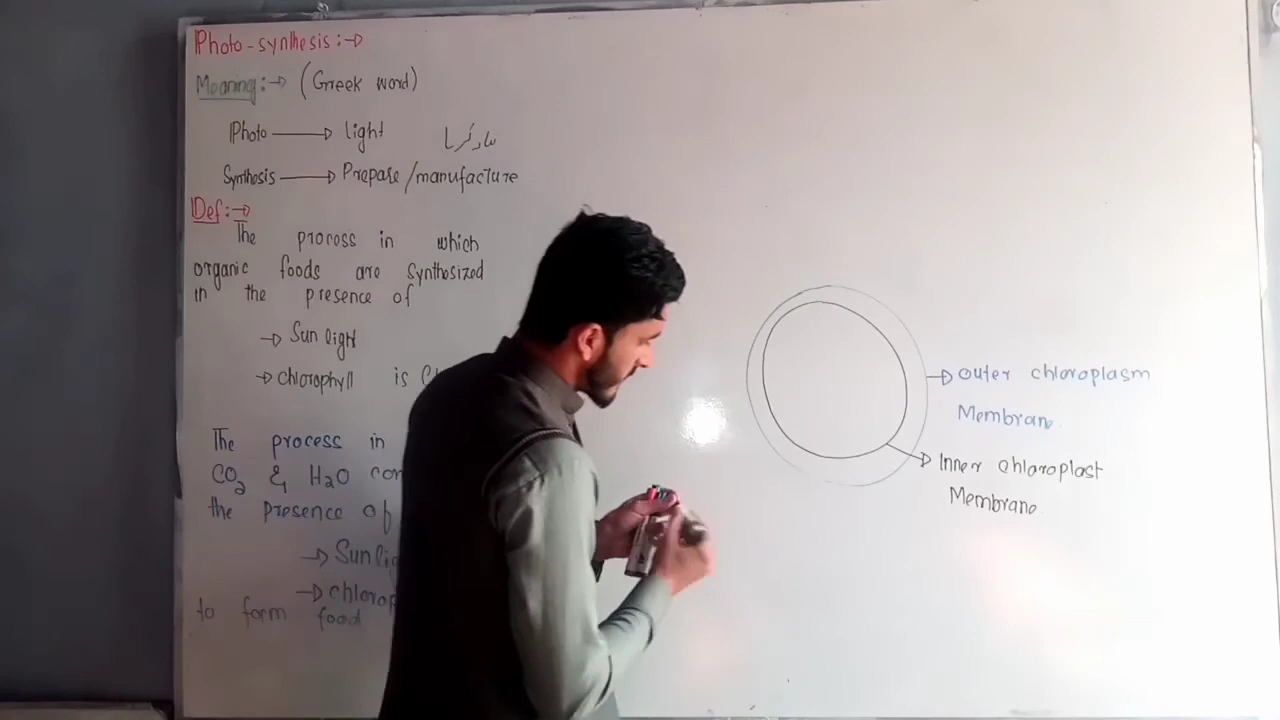 Photo-synthesis:→
Meaning:→ (Greek word)
Photo → light
Synthesis → Prepare/manufacture
Def:→
The process in which
organic foods are synthesized
in the presence of
→ Sun light
→ chlorophyll is
The process in
CO2 & H2O
the presence of
→ Sun
→
to form food
→ outer chloroplasm
Membrane.
→ Inner chloroplast
Membrane